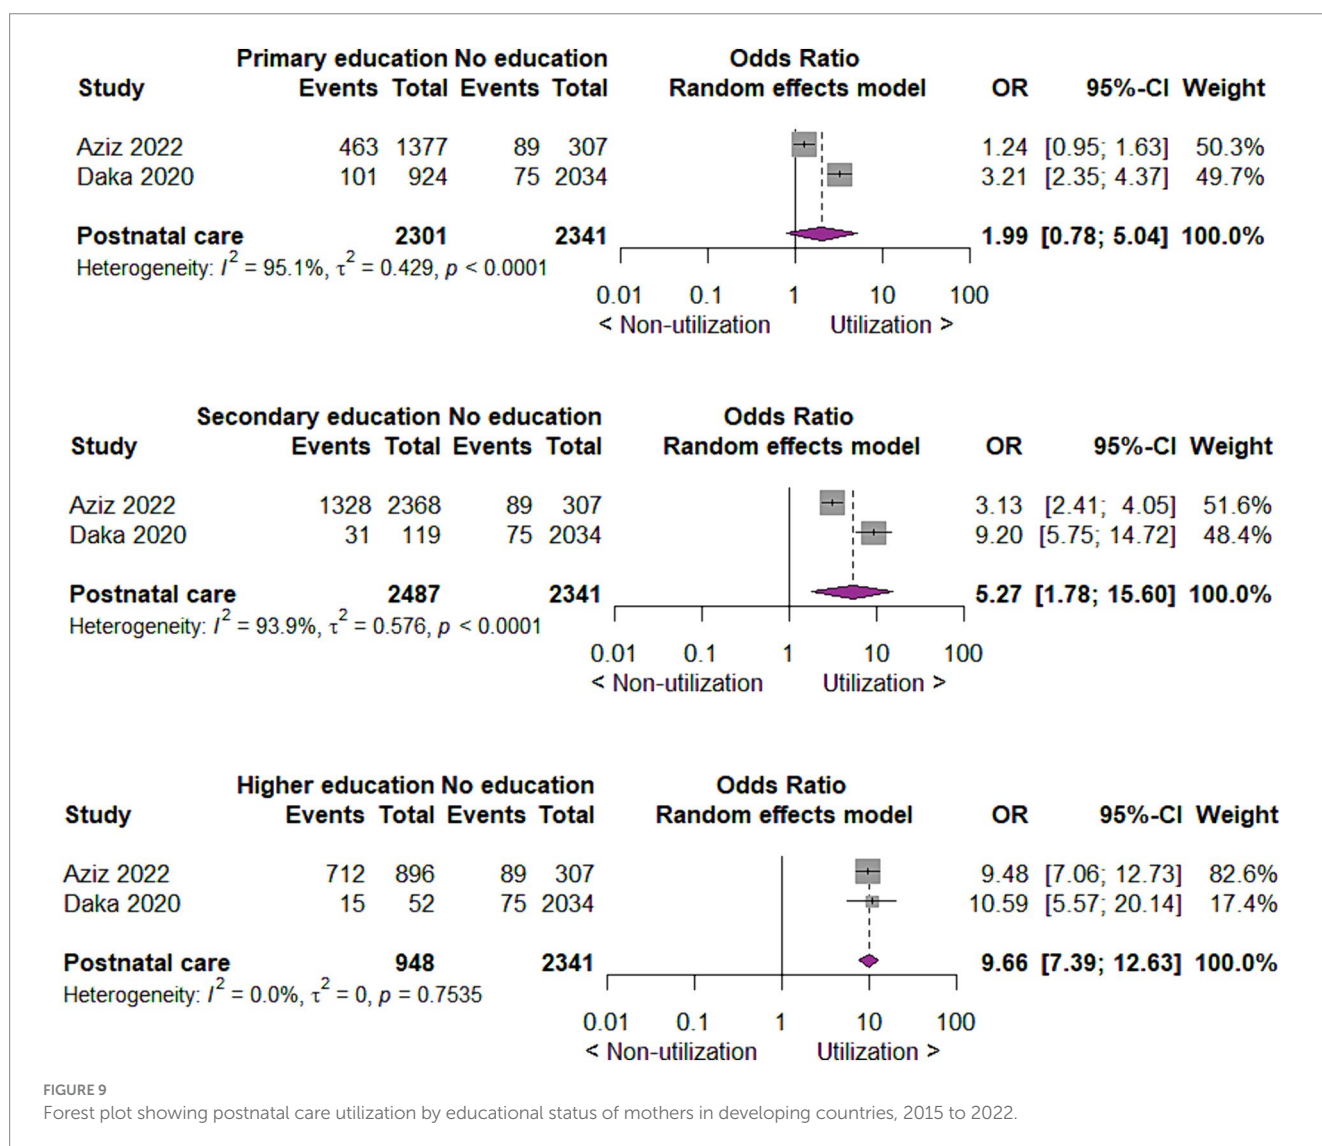 Primary education No education Odds Ratio
Study Events Total Events Total Random effects model OR 95%-CI Weight
Aziz 2022 463 1377 89 307 1.24 [0.95; 1.63] 50.3%
Daka 2020 101 924 75 2034 3.21 [2.35; 4.37] 49.7%
Postnatal care 2301 2341 1.99 [0.78; 5.04] 100.0%
Heterogeneity: I² = 95.1%, τ² = 0.429, p < 0.0001
0.01 0.1 1 10 100
< Non-utilization Utilization >
Secondary education No education Odds Ratio
Study Events Total Events Total Random effects model OR 95%-CI Weight
Aziz 2022 1328 2368 89 307 3.13 [2.41; 4.05] 51.6%
Daka 2020 31 119 75 2034 9.20 [5.75; 14.72] 48.4%
Postnatal care 2487 2341 5.27 [1.78; 15.60] 100.0%
Heterogeneity: I² = 93.9%, τ² = 0.576, p < 0.0001
0.01 0.1 1 10 100
< Non-utilization Utilization >
Higher education No education Odds Ratio
Study Events Total Events Total Random effects model OR 95%-CI Weight
Aziz 2022 712 896 89 307 9.48 [7.06; 12.73] 82.6%
Daka 2020 15 52 75 2034 10.59 [5.57; 20.14] 17.4%
Postnatal care 948 2341 9.66 [7.39; 12.63] 100.0%
Heterogeneity: I² = 0.0%, τ² = 0, p = 0.7535
0.01 0.1 1 10 100
< Non-utilization Utilization >
FIGURE 9
Forest plot showing postnatal care utilization by educational status of mothers in developing countries, 2015 to 2022.